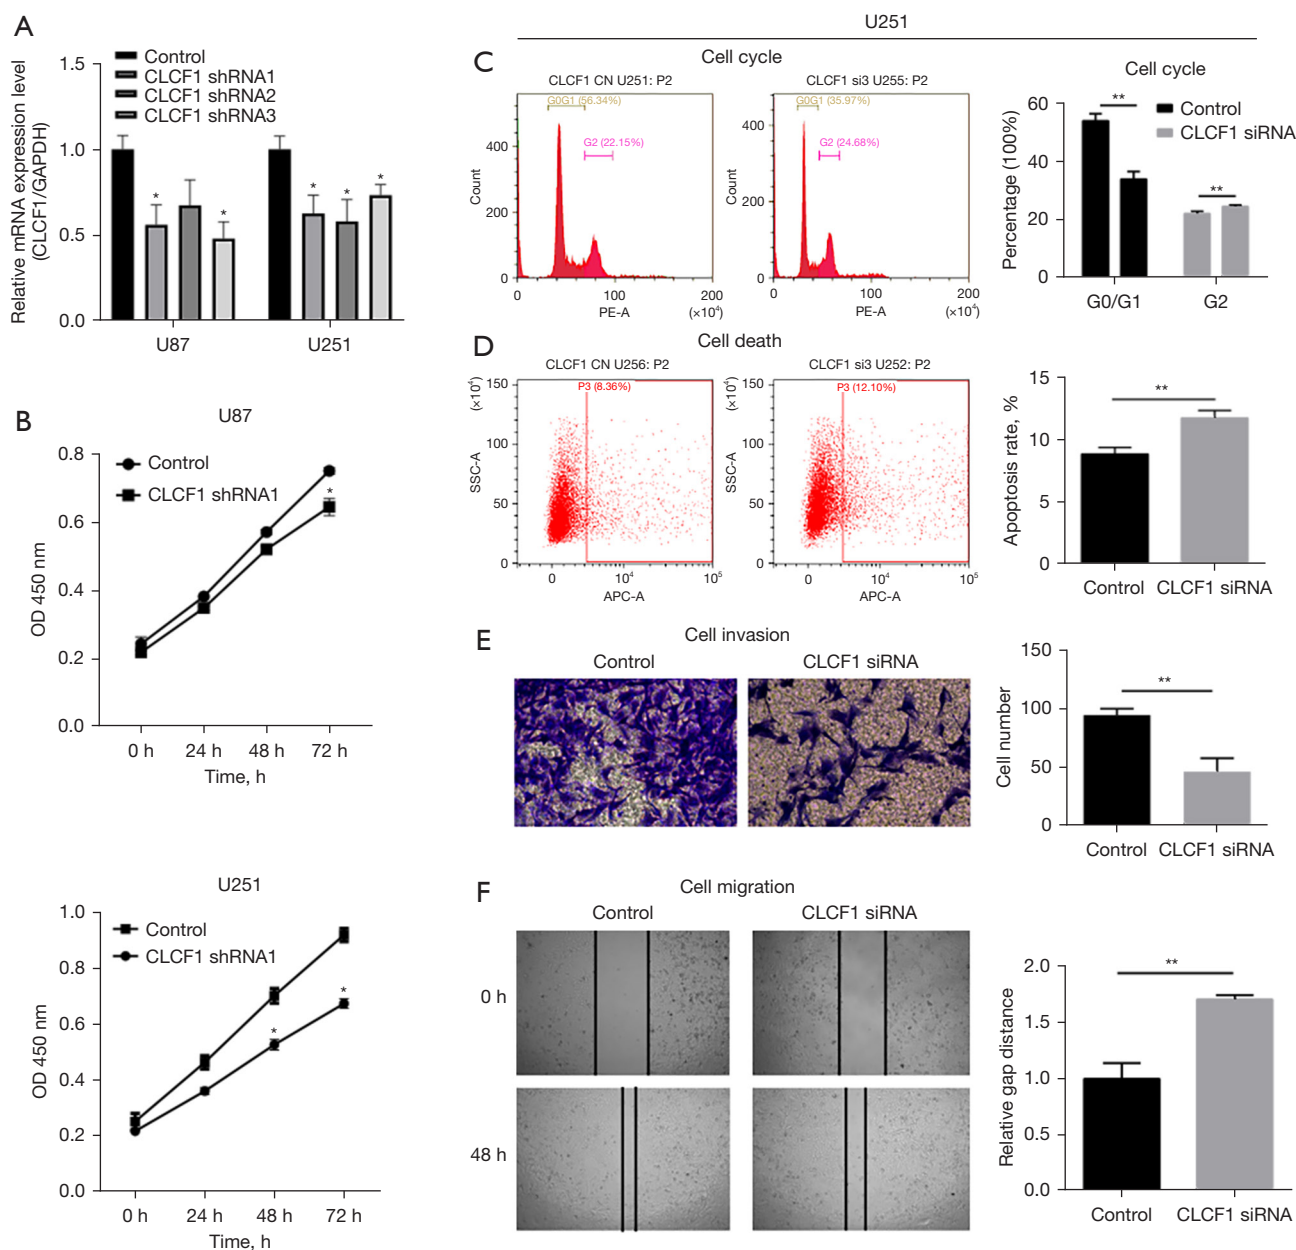 A
Relative mRNA expression level
(CLCF1/GAPDH)
1.5
1.0
0.5
0.0
Control
CLCF1 shRNA1
CLCF1 shRNA2
CLCF1 shRNA3
*
*
*
*
*
U87
U251
B
U87
OD 450 nm
0.8
0.6
0.4
0.2
0.0
Control
CLCF1 shRNA1
*
0 h 24 h 48 h 72 h
Time, h
U251
OD 450 nm
1.0
0.8
0.6
0.4
0.2
0.0
Control
CLCF1 shRNA1
*
*
0 h 24 h 48 h 72 h
Time, h
U251
C
Cell cycle
CLCF1 CN U251: P2
G0G1 (56.34%)
G2 (22.15%)
Count
400
200
0
0 100 200
PE-A (×10⁴)
CLCF1 si3 U255: P2
G0G1 (35.97%)
G2 (24.68%)
Count
400
200
0
0 100 200
PE-A (×10⁴)
Cell cycle
Percentage (100%)
60
40
20
0
Control
CLCF1 siRNA
**
**
G0/G1 G2
D
Cell death
CLCF1 CN U256: P2
P3 (8.36%)
(×10⁴)
SSC-A
150
100
50
0
0 10⁴ 10⁵
APC-A
CLCF1 si3 U252: P2
P3 (12.10%)
(×10⁴)
SSC-A
150
100
50
0
0 10⁴ 10⁵
APC-A
Apoptosis rate, %
15
10
5
0
**
Control CLCF1 siRNA
E
Cell invasion
Control CLCF1 siRNA
Cell number
150
100
50
0
**
Control CLCF1 siRNA
F
Cell migration
Control CLCF1 siRNA
0 h
48 h
Relative gap distance
2.0
1.5
1.0
0.5
0.0
**
Control CLCF1 siRNA